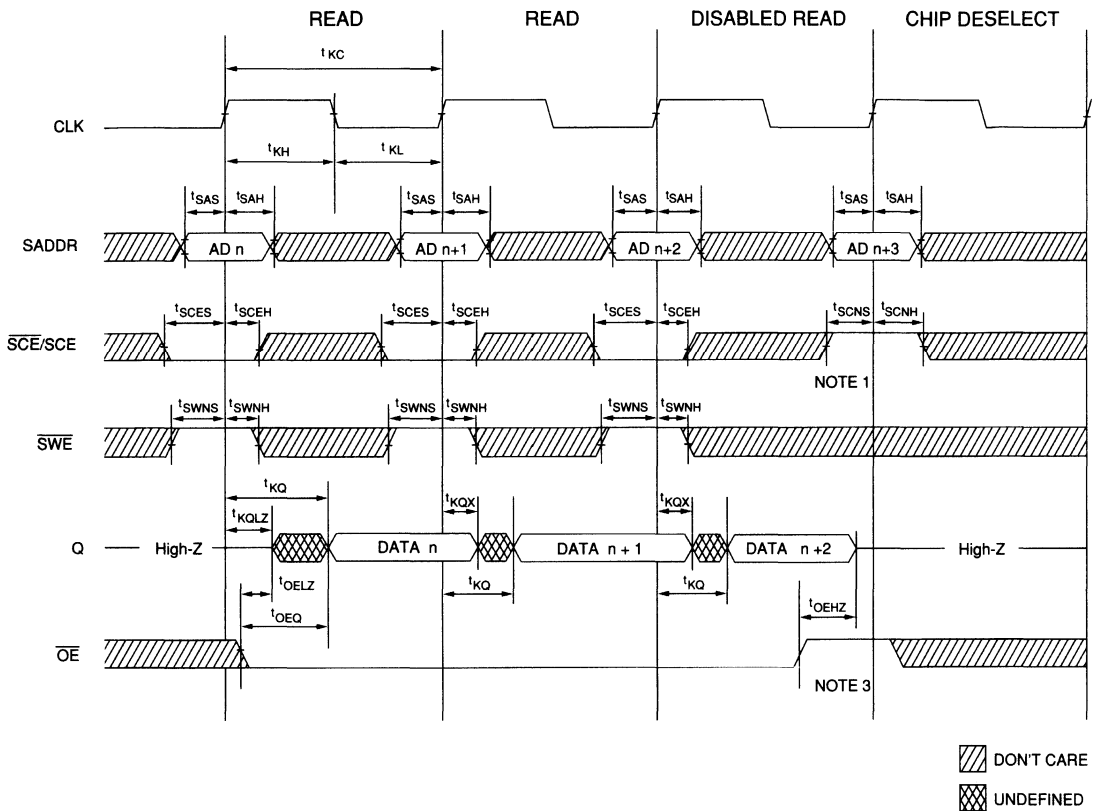 READ READ DISABLED READ CHIP DESELECT
tKC
CLK
tKH tKL
tSAS tSAH tSAS tSAH tSAS tSAH tSAS tSAH
SADDR AD n AD n+1 AD n+2 AD n+3
tSCES tSCEH tSCES tSCEH tSCES tSCEH tSCNS tSCNH
SCE/SCE
NOTE 1
tSWNS tSWNH tSWNS tSWNH tSWNS tSWNH
SWE
tKQ
tKQLZ tKQX tKQX
Q High-Z DATA n DATA n + 1 DATA n +2 High-Z
tOELZ tKQ tKQ tOEHZ
tOEQ
OE
NOTE 3
DON'T CARE
UNDEFINED